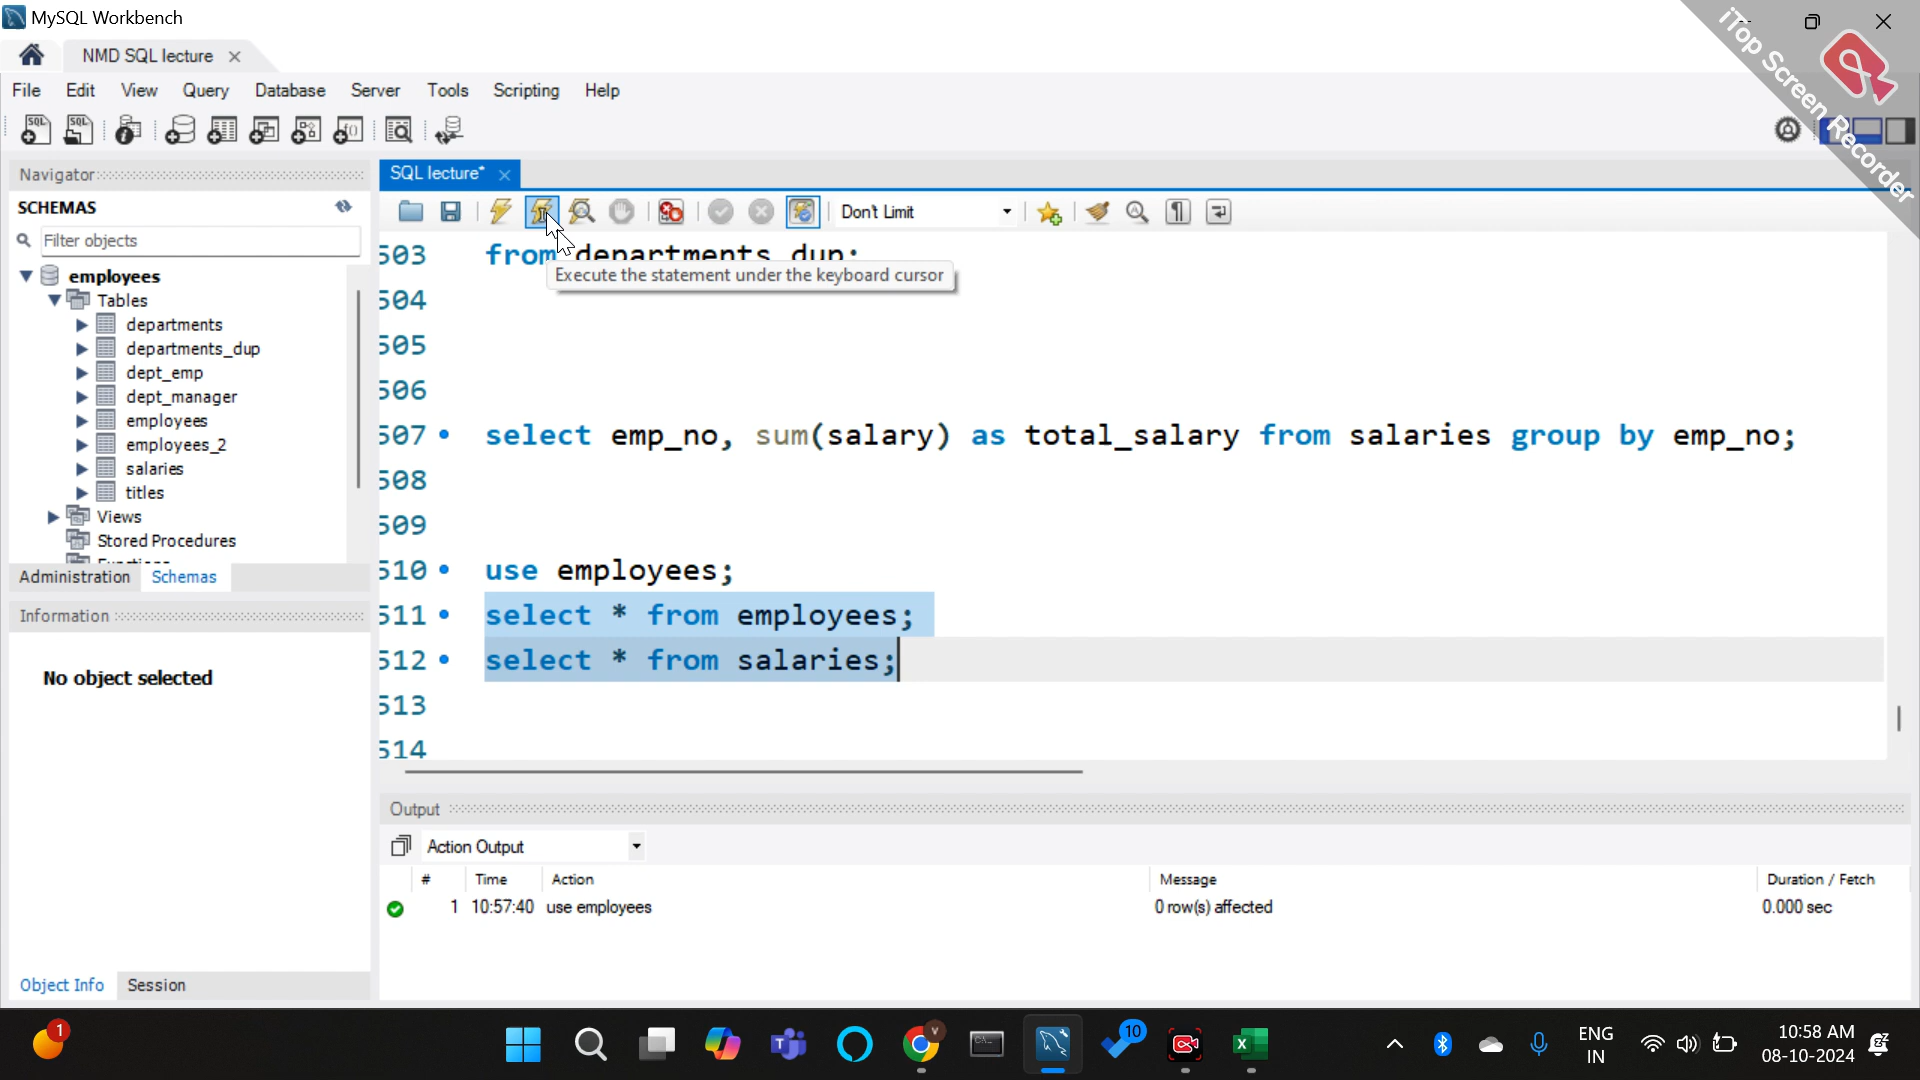 MySQL Workbench
NMD SQL lecture
File Edit View Query Database Server Tools Scripting Help
SQL SQL
iTop Screen Recorder
Navigator
SCHEMAS
Filter objects
employees
Tables
departments
departments_dup
dept_emp
dept_manager
employees
employees_2
salaries
titles
Views
Stored Procedures
Administration Schemas
Information
No object selected
Object Info Session
SQL lecture*
Don't Limit
503 from departments_dup;
Execute the statement under the keyboard cursor
504
505
506
507 select emp_no, sum(salary) as total_salary from salaries group by emp_no;
508
509
510 use employees;
511 select * from employees;
512 select * from salaries;
513
514
Output
Action Output
# Time Action Message Duration / Fetch
1 10:57:40 use employees 0 row(s) affected 0.000 sec
1
10
ENG
IN
10:58 AM
08-10-2024